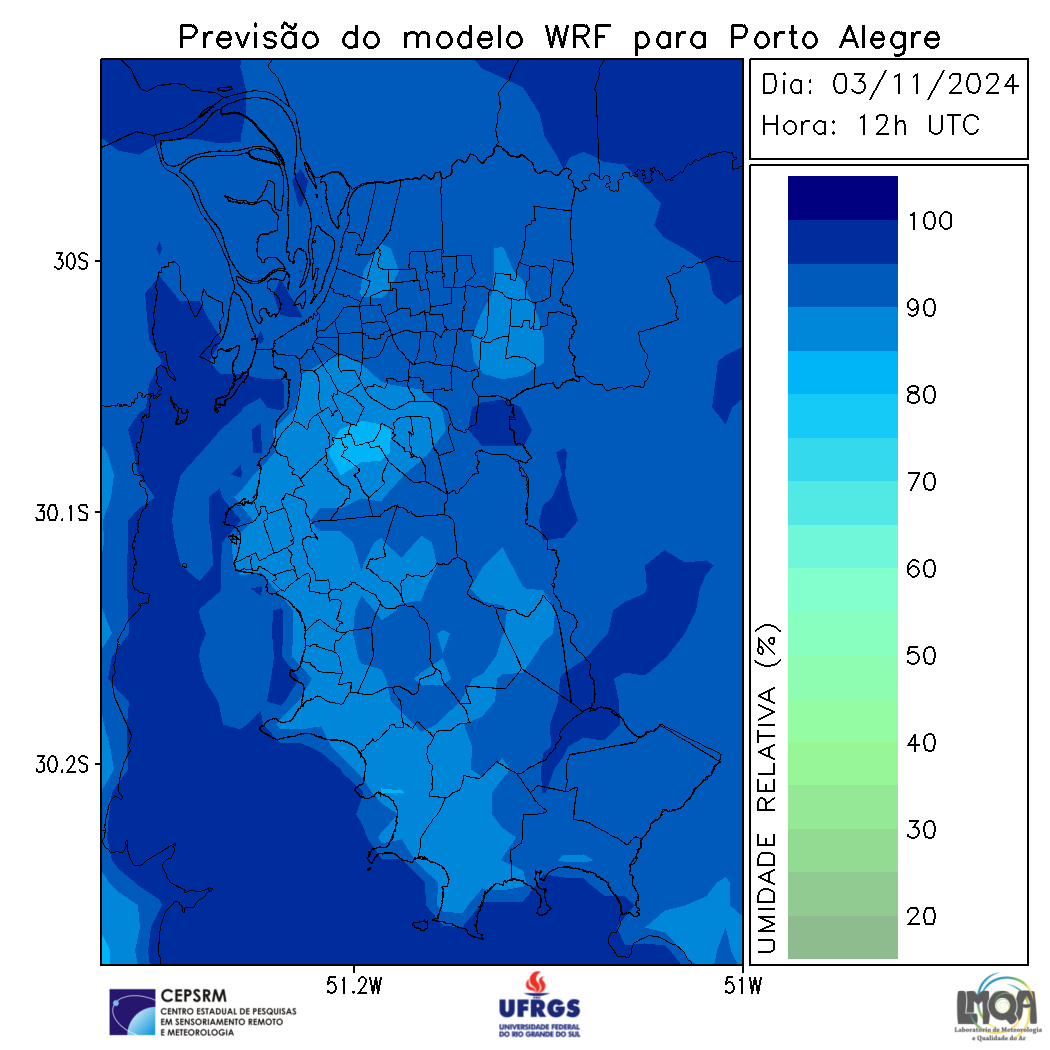 Previsão do modelo WRF para Porto Alegre
Dia: 03/11/2024
Hora: 12h UTC
30S
30.1S
30.2S
51.2W
51W
UMIDADE RELATIVA (%)
100
90
80
70
60
50
40
30
20
CEPSRM
CENTRO ESTADUAL DE PESQUISAS
EM SENSORIAMENTO REMOTO
E METEOROLOGIA
UFRGS
UNIVERSIDADE FEDERAL
DO RIO GRANDE DO SUL
LMQA
Laboratório de Meteorologia
e Qualidade do Ar